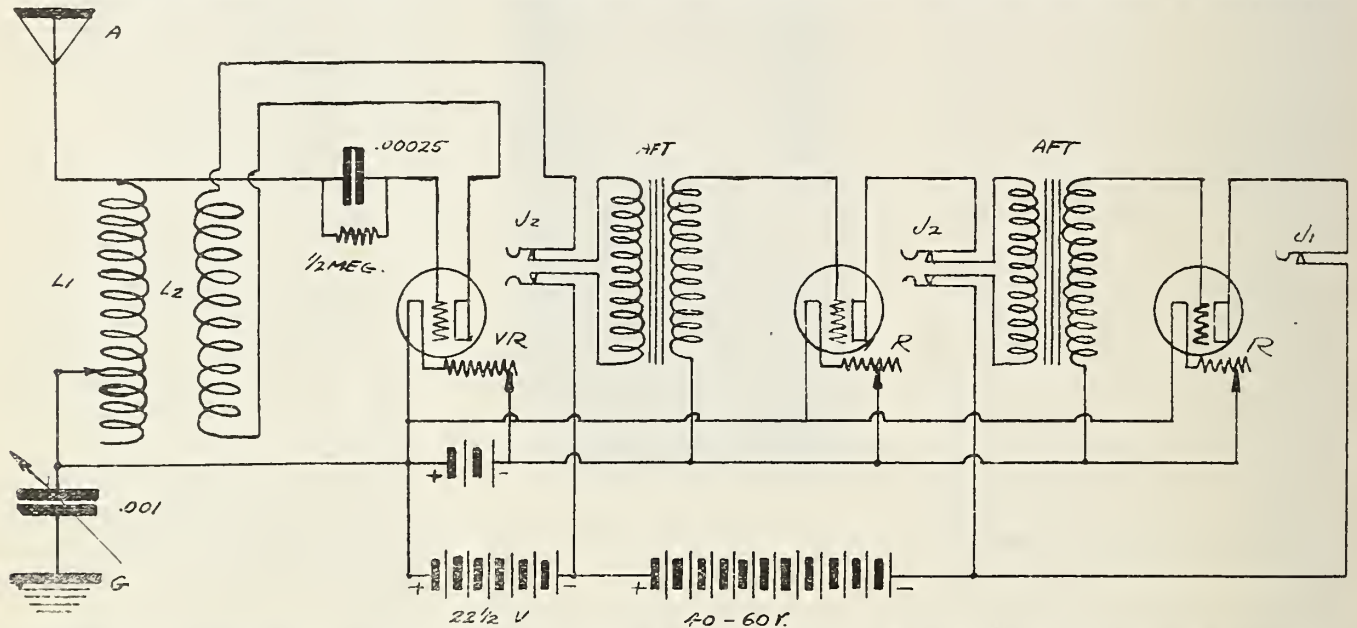 A
.00025
AFT
AFT
J2
J2
J1
1/2 MEG.
L1
L2
VR
R
R
+ -
.001
G
+ -
+ -
22 1/2 V
40 - 60 V.